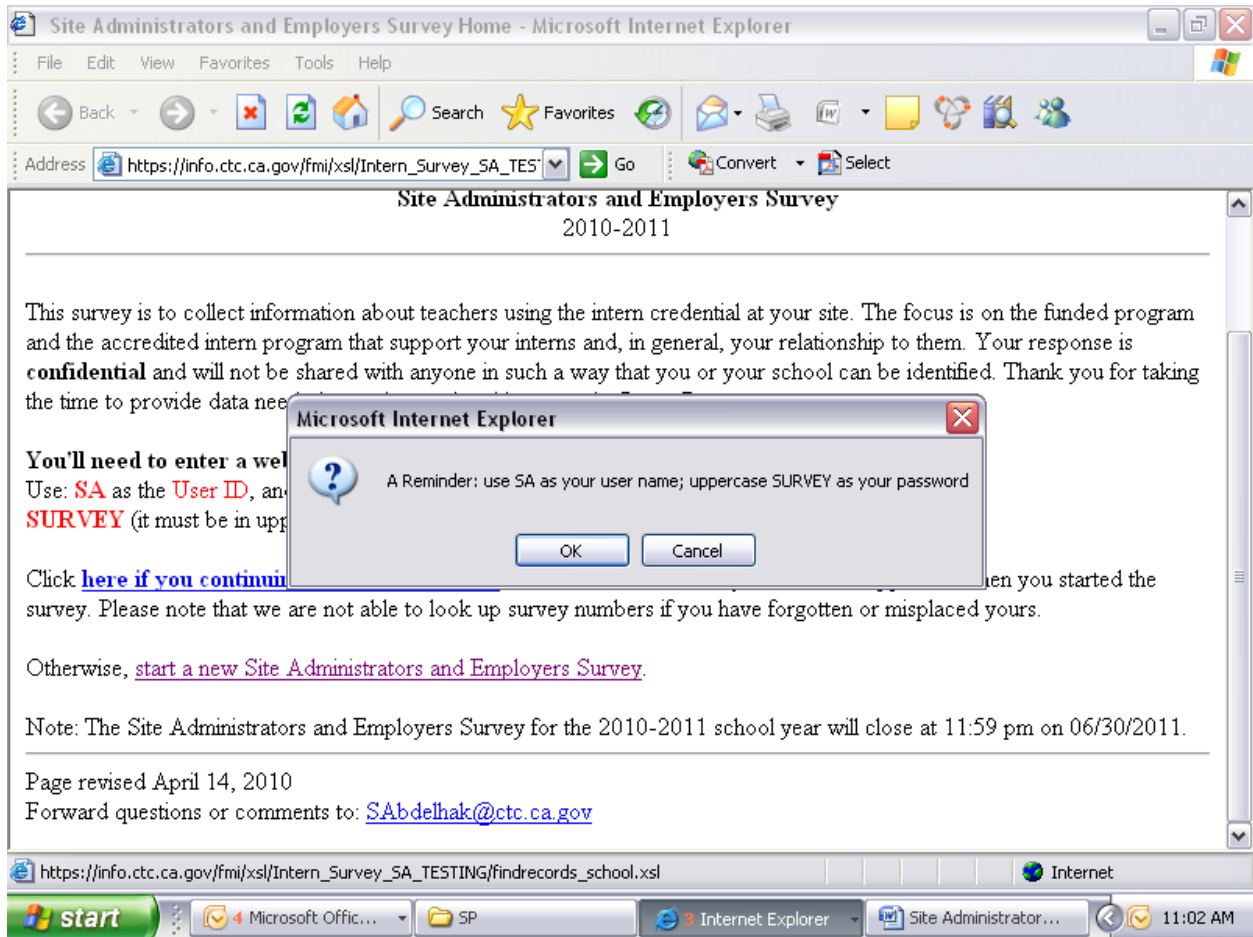 Site Administrators and Employers Survey Home - Microsoft Internet Explorer
File Edit View Favorites Tools Help
Back Search Favorites
Address https://info.ctc.ca.gov/fmi/xsl/Intern_Survey_SA_TES Go Convert Select
Site Administrators and Employers Survey
2010-2011
This survey is to collect information about teachers using the intern credential at your site. The focus is on the funded program
and the accredited intern program that support your interns and, in general, your relationship to them. Your response is
confidential and will not be shared with anyone in such a way that you or your school can be identified. Thank you for taking
the time to provide data
You'll need to enter a
Use: SA as the User ID,
SURVEY (it must be in
Microsoft Internet Explorer
A Reminder: use SA as your user name; uppercase SURVEY as your password
OK Cancel
Click here if you you started the
survey. Please note that we are not able to look up survey numbers if you have forgotten or misplaced yours.
Otherwise, start a new Site Administrators and Employers Survey.
Note: The Site Administrators and Employers Survey for the 2010-2011 school year will close at 11:59 pm on 06/30/2011.
Page revised April 14, 2010
Forward questions or comments to: SAbdelhak@ctc.ca.gov
https://info.ctc.ca.gov/fmi/xsl/Intern_Survey_SA_TESTING/findrecords_school.xsl Internet
start 4 Microsoft Offic... SP 3 Internet Explorer Site Administrator... 11:02 AM